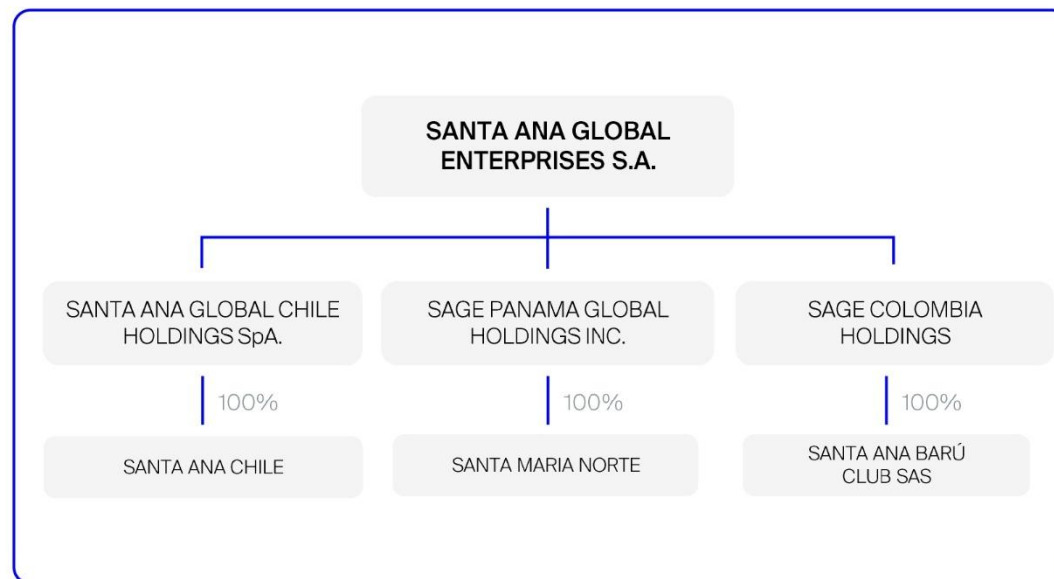 SANTA ANA GLOBAL
ENTERPRISES S.A.
SANTA ANA GLOBAL CHILE
HOLDINGS SpA.
SAGE PANAMA GLOBAL
HOLDINGS INC.
SAGE COLOMBIA
HOLDINGS
100%
100%
100%
SANTA ANA CHILE
SANTA MARIA NORTE
SANTA ANA BARÚ
CLUB SAS